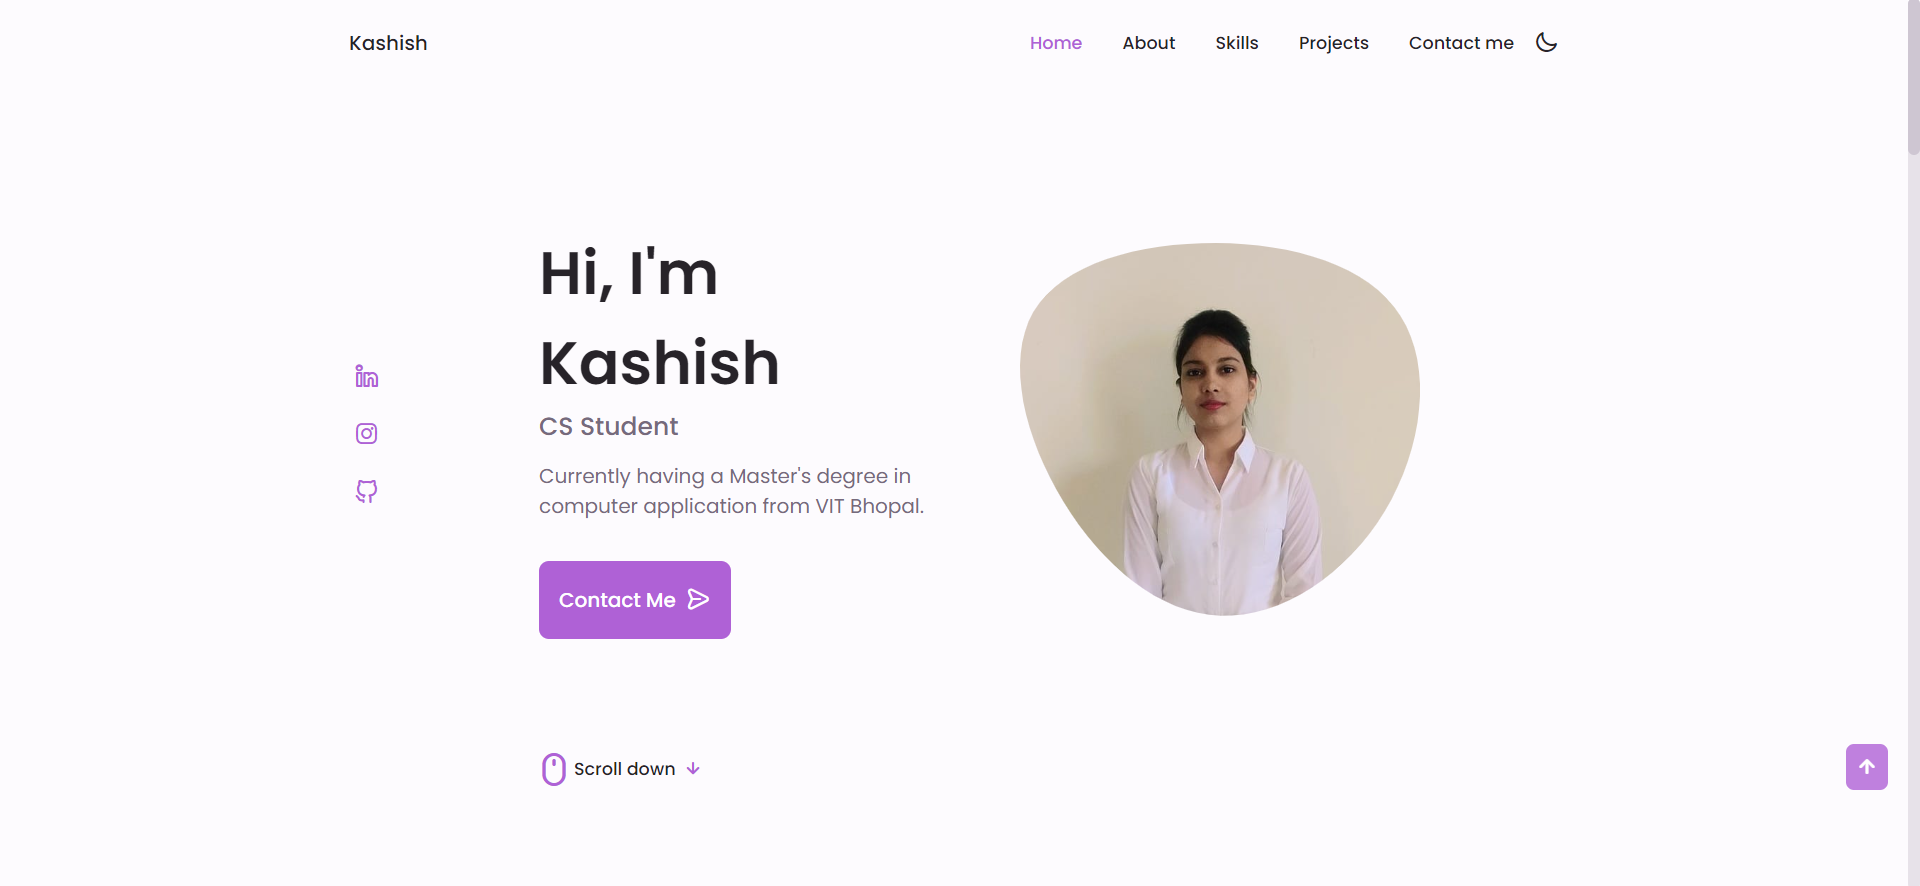 Kashish
Home About Skills Projects Contact me
Hi, I'm
Kashish
CS Student
Currently having a Master's degree in
computer application from VIT Bhopal.
Contact Me
Scroll down